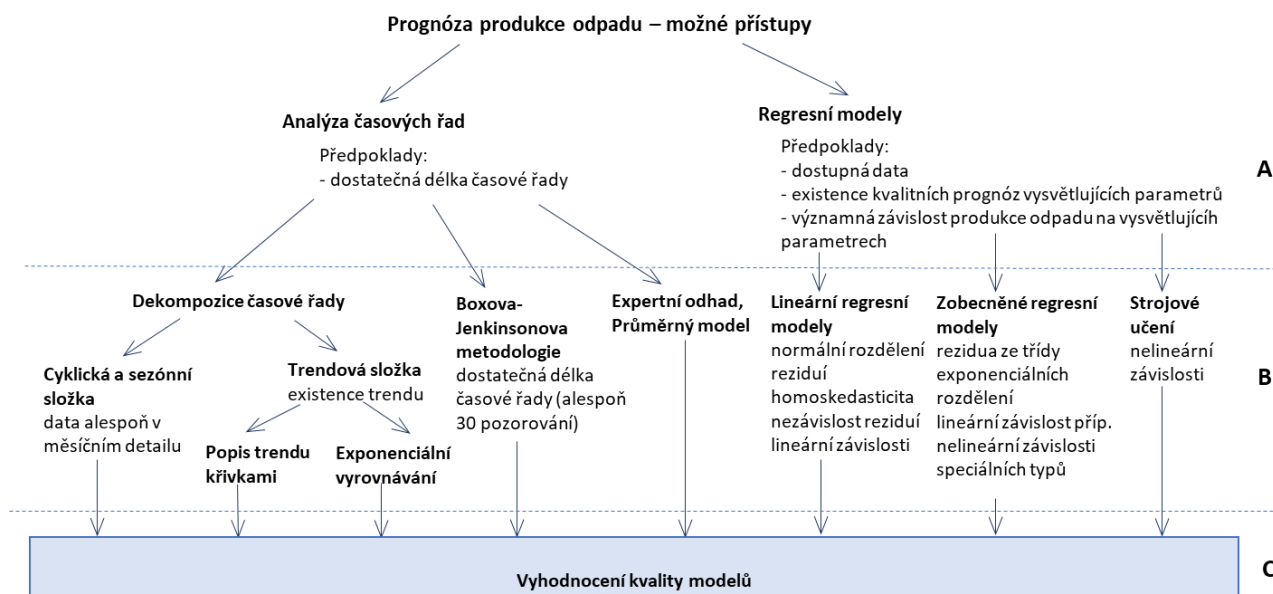 Prognóza produkce odpadu – možné přístupy
Analýza časových řad
Předpoklady:
- dostatečná délka časové řady
Regresní modely
Předpoklady:
- dostupná data
- existence kvalitních prognóz vysvětlujících parametrů
- významná závislost produkce odpadu na vysvětlujícíh
parametrech
A
Dekompozice časové řady
Cyklická a sezónní
složka
data alespoň v
měsíčním detailu
Trendová složka
existence trendu
Popis trendu
křivkami
Exponenciální
vyrovnávání
Boxova-
Jenkinsonova
metodologie
dostatečná délka
časové řady (alespoň
30 pozorování)
Expertní odhad,
Průměrný model
Lineární regresní
modely
normální rozdělení
reziduí
homoskedasticita
nezávislost reziduí
lineární závislosti
Zobecněné regresní
modely
rezidua ze třídy
exponenciálních
rozdělení
lineární závislost příp.
nelineární závislosti
speciálních typů
Strojové
učení
nelineární
závislosti
B
Vyhodnocení kvality modelů
C